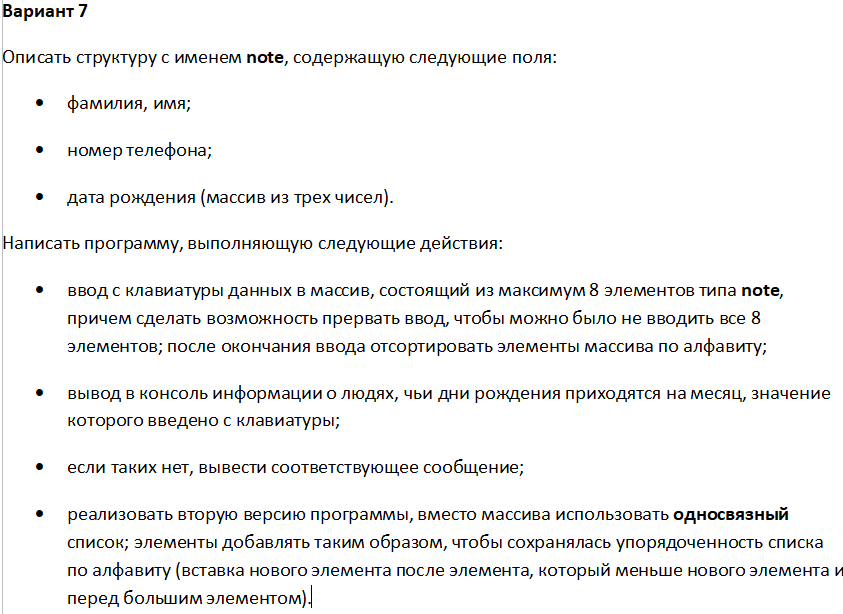 Вариант 7
Описать структуру с именем note, содержащую следующие поля:
• фамилия, имя;
• номер телефона;
• дата рождения (массив из трех чисел).
Написать программу, выполняющую следующие действия:
• ввод с клавиатуры данных в массив, состоящий из максимум 8 элементов типа note,
причем сделать возможность прервать ввод, чтобы можно было не вводить все 8
элементов; после окончания ввода отсортировать элементы массива по алфавиту;
• вывод в консоль информации о людях, чьи дни рождения приходятся на месяц, значение
которого введено с клавиатуры;
• если таких нет, вывести соответствующее сообщение;
• реализовать вторую версию программы, вместо массива использовать односвязный
список; элементы добавлять таким образом, чтобы сохранялась упорядоченность списка
по алфавиту (вставка нового элемента после элемента, который меньше нового элемента и
перед большим элементом).